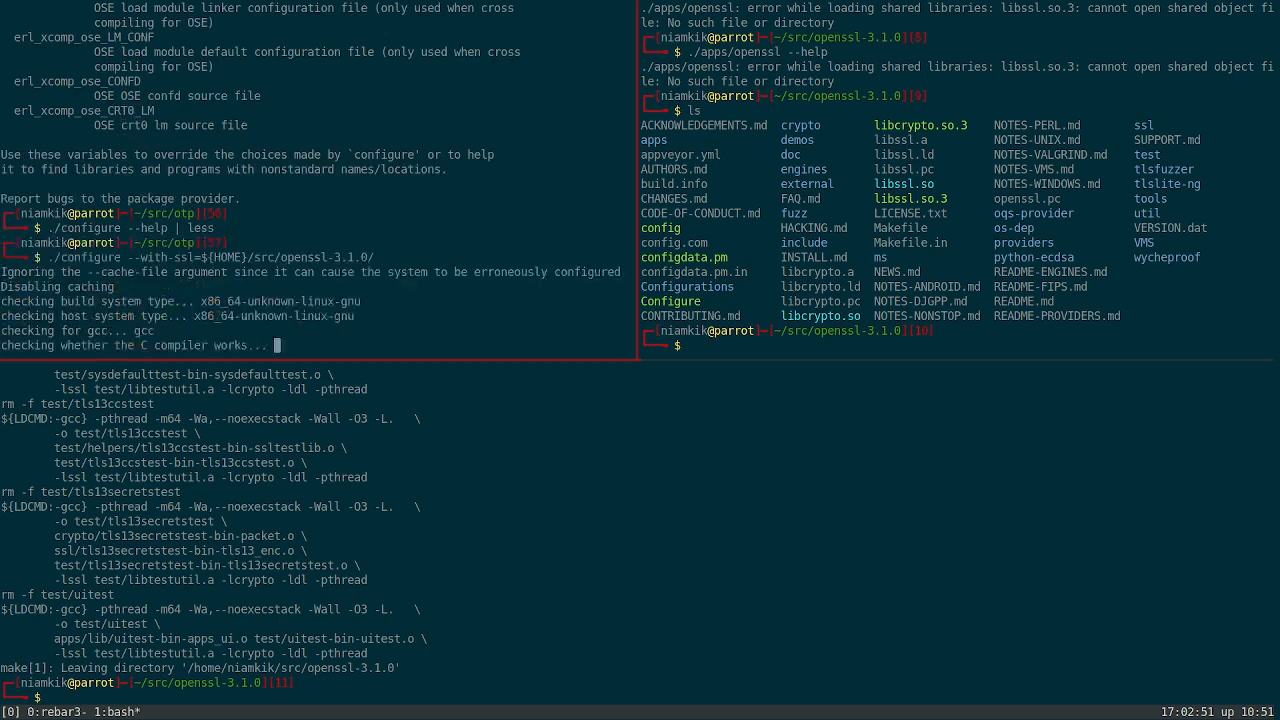 OSE load module linker configuration file (only used when cross
                compiling for OSE)
  erl_xcomp_ose_LM_CONF
                OSE load module default configuration file (only used when cross
                compiling for OSE)
  erl_xcomp_ose_CONFD
                OSE OSE confd source file
  erl_xcomp_ose_CRT0_LM
                OSE crt0 lm source file

Use these variables to override the choices made by `configure' or to help
it to find libraries and programs with nonstandard names/locations.

Report bugs to the package provider.
┌─[niamkik@parrot]─[~/src/otp][56]
└──╼ $ ./configure --help | less
┌─[niamkik@parrot]─[~/src/otp][57]
└──╼ $ ./configure --with-ssl=${HOME}/src/openssl-3.1.0/
Ignoring the --cache-file argument since it can cause the system to be erroneously configured
Disabling caching
checking build system type... x86_64-unknown-linux-gnu
checking host system type... x86_64-unknown-linux-gnu
checking for gcc... gcc
checking whether the C compiler works...
./apps/openssl: error while loading shared libraries: libssl.so.3: cannot open shared object fi
le: No such file or directory
┌─[niamkik@parrot]─[~/src/openssl-3.1.0][8]
└──╼ $ ./apps/openssl --help
./apps/openssl: error while loading shared libraries: libssl.so.3: cannot open shared object fi
le: No such file or directory
┌─[niamkik@parrot]─[~/src/openssl-3.1.0][9]
└──╼ $ ls
ACKNOWLEDGEMENTS.md  crypto      libcrypto.so.3  NOTES-PERL.md       ssl
apps                 demos       libssl.a        NOTES-UNIX.md       SUPPORT.md
appveyor.yml         doc         libssl.ld       NOTES-VALGRIND.md   test
AUTHORS.md           engines     libssl.pc       NOTES-VMS.md        tlsfuzzer
build.info           external    libssl.so       NOTES-WINDOWS.md    tlslite-ng
CHANGES.md           FAQ.md      libssl.so.3     openssl.pc          tools
CODE-OF-CONDUCT.md   fuzz        LICENSE.txt     oqs-provider        util
config               HACKING.md  Makefile        os-dep              VERSION.dat
config.com           include     Makefile.in     providers           VMS
configdata.pm        INSTALL.md  ms              python-ecdsa        wycheproof
configdata.pm.in     libcrypto.a   NEWS.md           README-ENGINES.md
Configurations       libcrypto.ld  NOTES-ANDROID.md  README-FIPS.md
Configure            libcrypto.pc  NOTES-DJGPP.md    README.md
CONTRIBUTING.md      libcrypto.so  NOTES-NONSTOP.md  README-PROVIDERS.md
┌─[niamkik@parrot]─[~/src/openssl-3.1.0][10]
└──╼ $
        test/sysdefaulttest-bin-sysdefaulttest.o \
        -lssl test/libtestutil.a -lcrypto -ldl -pthread
rm -f test/tls13ccstest
${LDCMD:-gcc} -pthread -m64 -Wa,--noexecstack -Wall -O3 -L.   \
        -o test/tls13ccstest \
        test/helpers/tls13ccstest-bin-ssltestlib.o \
        test/tls13ccstest-bin-tls13ccstest.o \
        -lssl test/libtestutil.a -lcrypto -ldl -pthread
rm -f test/tls13secretstest
${LDCMD:-gcc} -pthread -m64 -Wa,--noexecstack -Wall -O3 -L.   \
        -o test/tls13secretstest \
        crypto/tls13secretstest-bin-packet.o \
        ssl/tls13secretstest-bin-tls13_enc.o \
        test/tls13secretstest-bin-tls13secretstest.o \
        -lssl test/libtestutil.a -lcrypto -ldl -pthread
rm -f test/uitest
${LDCMD:-gcc} -pthread -m64 -Wa,--noexecstack -Wall -O3 -L.   \
        -o test/uitest \
        apps/lib/uitest-bin-apps_ui.o test/uitest-bin-uitest.o \
        -lssl test/libtestutil.a -lcrypto -ldl -pthread
make[1]: Leaving directory '/home/niamkik/src/openssl-3.1.0'
┌─[niamkik@parrot]─[~/src/openssl-3.1.0][11]
└──╼ $
[0] 0:rebar3- 1:bash* 17:02:51 up 10:51